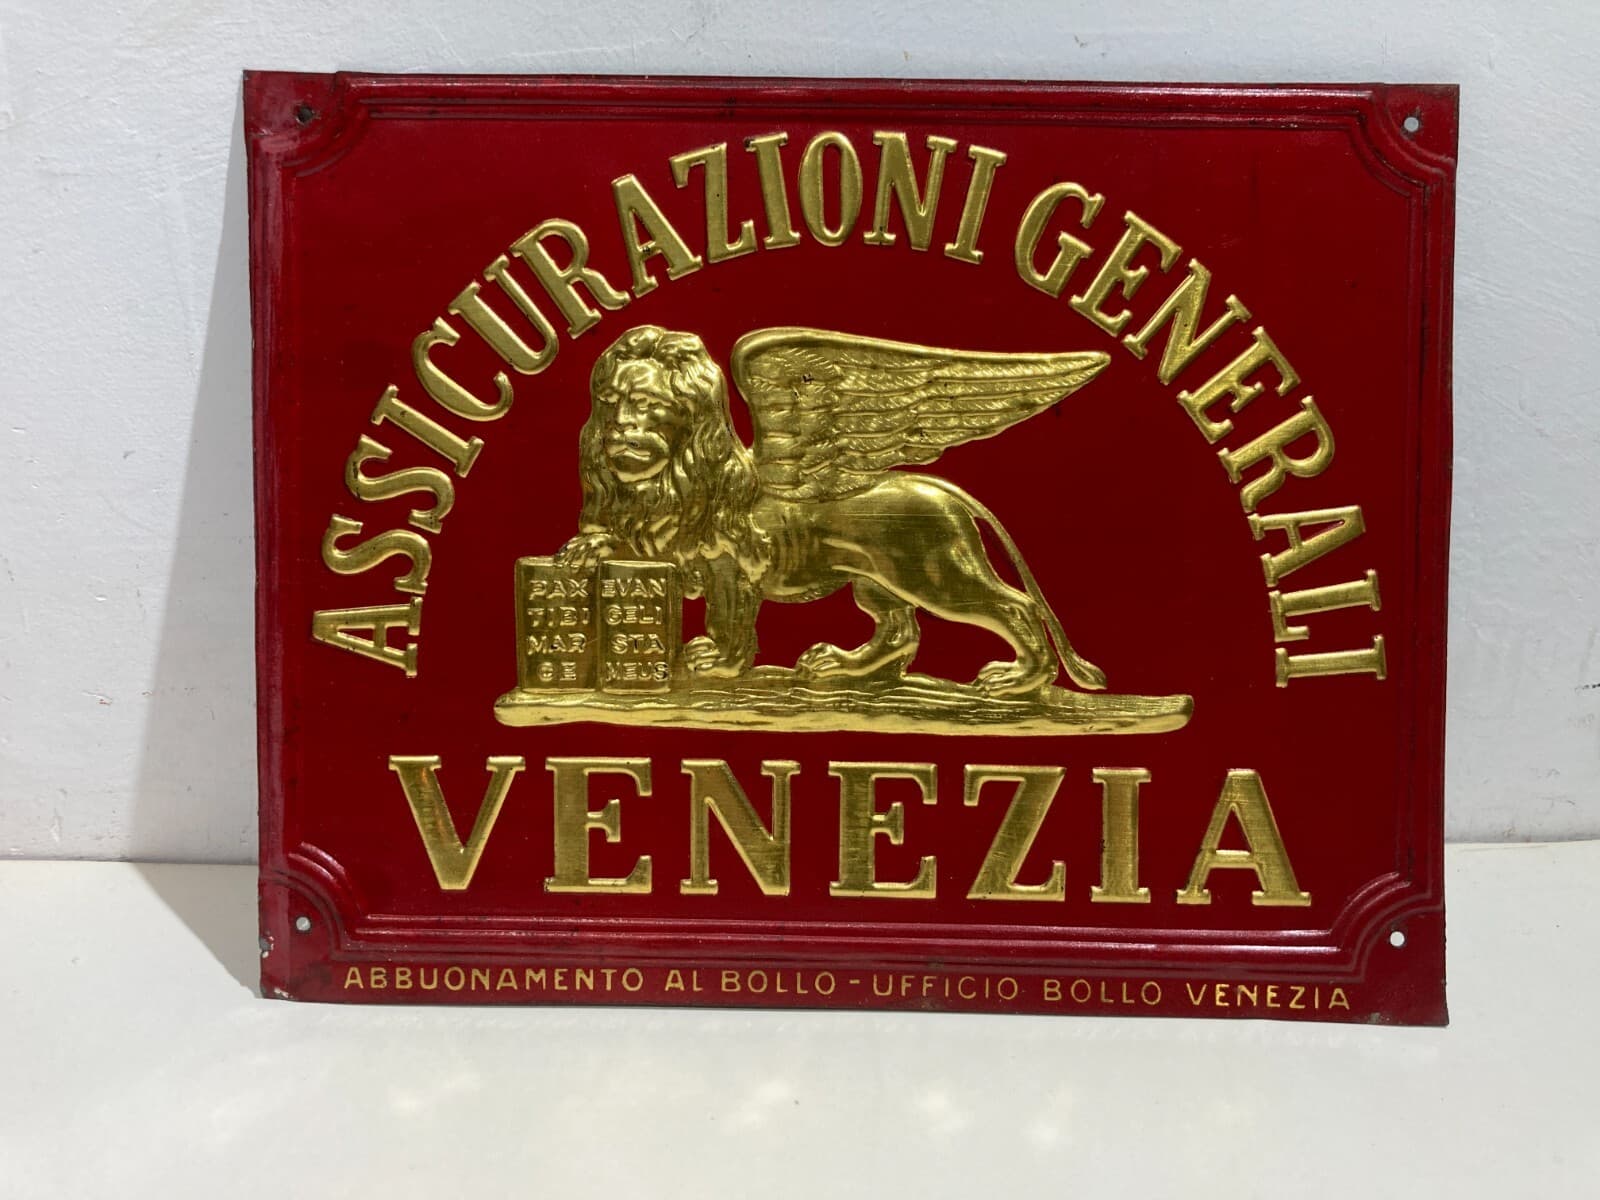 ASSICURAZIONI GENERALI
PAX EVAN
TIBI GELI
MAR STA
CE MEUS
VENEZIA
ABBUONAMENTO AL BOLLO - UFFICIO BOLLO VENEZIA